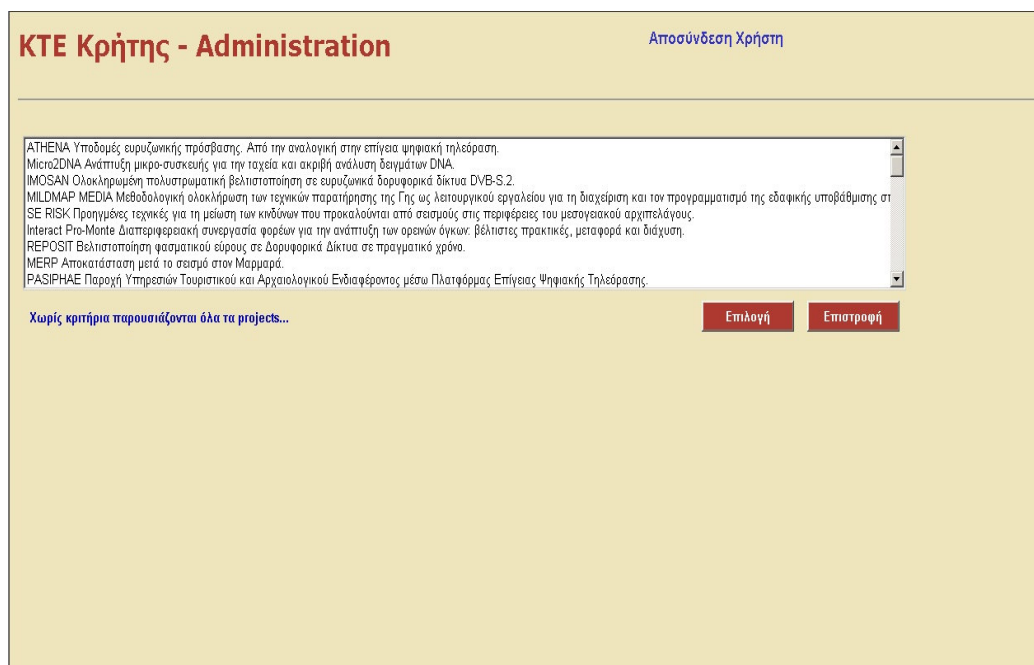 ΚΤΕ Κρήτης - Administration
Αποσύνδεση Χρήστη
ATHENA Υποδομές ευρυζωνικής πρόσβασης. Από την αναλογική στην επίγεια ψηφιακή τηλεόραση.
Micro2DNA Ανάπτυξη μικρο-συσκευής για την ταχεία και ακριβή ανάλυση δειγμάτων DNA.
IMOSAN Ολοκληρωμένη πολυστρωματική βελτιστοποίηση σε ευρυζωνικά δορυφορικά δίκτυα DVB-S.2.
MILDMAP MEDIA Μεθοδολογική ολοκλήρωση των τεχνικών παρατήρησης της Γης ως λειτουργικού εργαλείου για τη διαχείριση και τον προγραμματισμό της εδαφικής υποβάθμισης στ
SE RISK Προηγμένες τεχνικές για τη μείωση των κινδύνων που προκαλούνται από σεισμούς στις περιφέρειες του μεσογειακού αρχιπελάγους.
Interact Pro-Monte Διαπεριφερειακή συνεργασία φορέων για την ανάπτυξη των ορεινών όγκων: βέλτιστες πρακτικές, μεταφορά και διάχυση.
REPOSIT Βελτιστοποίηση φασματικού εύρους σε Δορυφορικά Δίκτυα σε πραγματικό χρόνο.
MERP Αποκατάσταση μετά το σεισμό στον Μαρμαρά.
PASIPHAE Παροχή Υπηρεσιών Τουριστικού και Αρχαιολογικού Ενδιαφέροντος μέσω Πλατφόρμας Επίγειας Ψηφιακής Τηλεόρασης.
Χωρίς κριτήρια παρουσιάζονται όλα τα projects...
Επιλογή
Επιστροφή